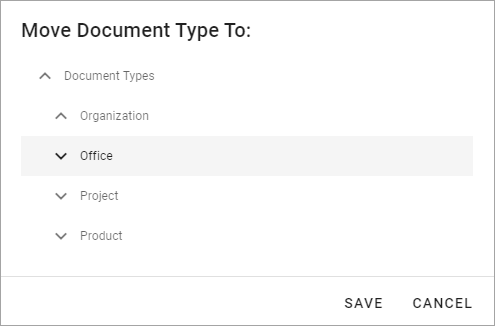 Move Document Type To:
Document Types
Organization
Office
Project
Product
SAVE CANCEL